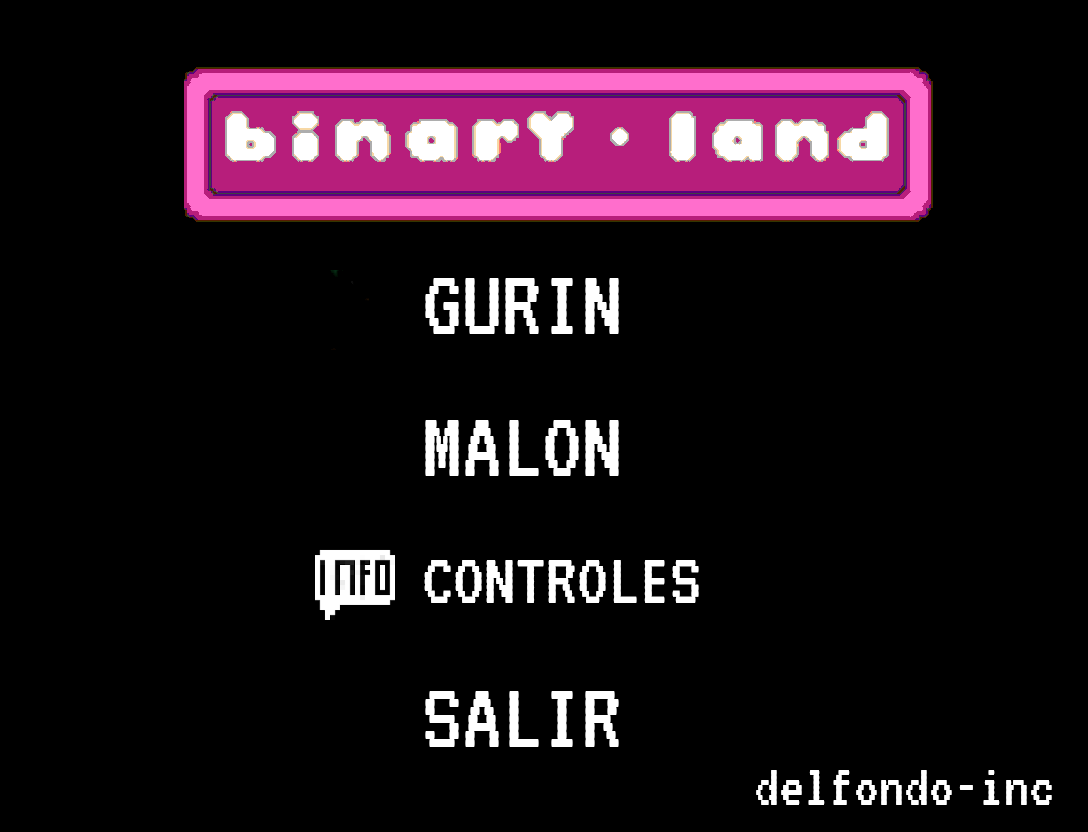 binary · land
GURIN
MALON
INFO CONTROLES
SALIR
delfondo-inc